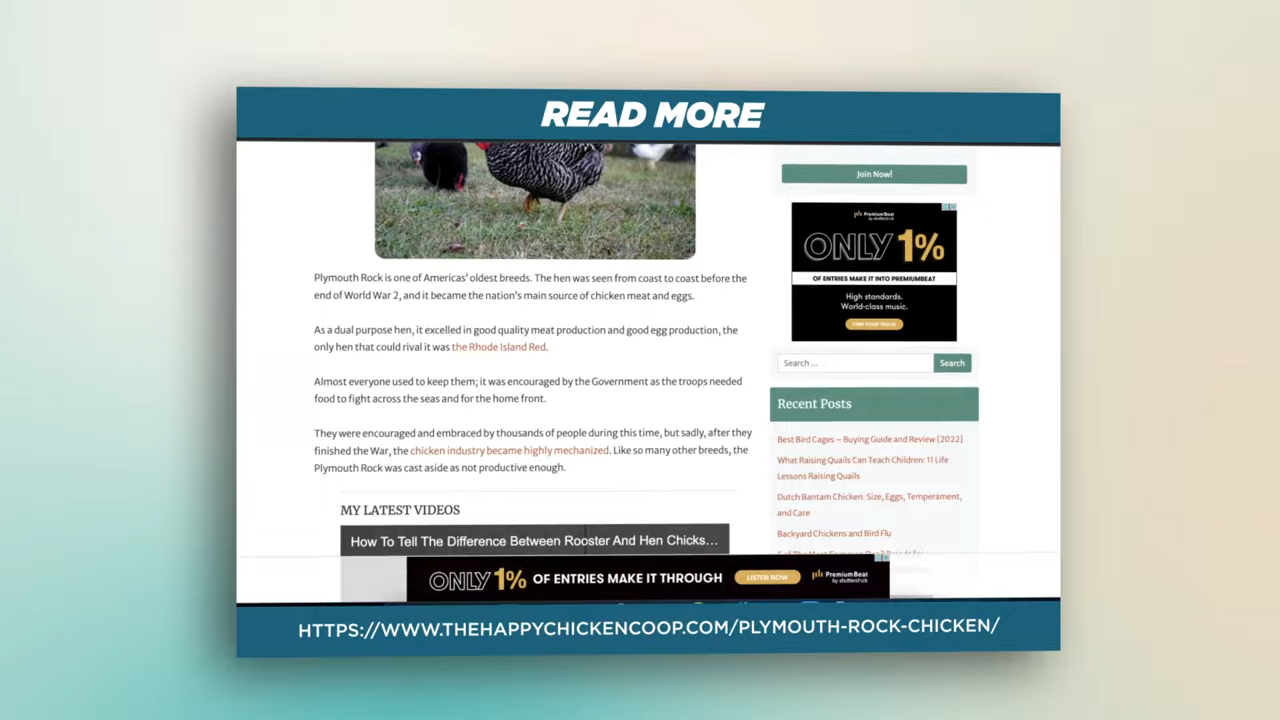 READ MORE
Join Now!
PremiumBeat
by shutterstock
ONLY 1%
OF ENTRIES MAKE IT INTO PREMIUMBEAT
High standards.
World-class music.
FIND YOUR TRACK
Plymouth Rock is one of Americas' oldest breeds. The hen was seen from coast to coast before the
end of World War 2, and it became the nation's main source of chicken meat and eggs.
As a dual purpose hen, it excelled in good quality meat production and good egg production, the
only hen that could rival it was the Rhode Island Red.
Almost everyone used to keep them; it was encouraged by the Government as the troops needed
food to fight across the seas and for the home front.
They were encouraged and embraced by thousands of people during this time, but sadly, after they
finished the War, the chicken industry became highly mechanized. Like so many other breeds, the
Plymouth Rock was cast aside as not productive enough.
Search ...
Search
Recent Posts
Best Bird Cages – Buying Guide and Review [2022]
What Raising Quails Can Teach Children: 11 Life
Lessons Raising Quails
Dutch Bantam Chicken: Size, Eggs, Temperament,
and Care
Backyard Chickens and Bird Flu
MY LATEST VIDEOS
How To Tell The Difference Between Rooster And Hen Chicks...
ONLY 1% OF ENTRIES MAKE IT THROUGH
LISTEN NOW
PremiumBeat
by shutterstock
HTTPS://WWW.THEHAPPYCHICKENCOOP.COM/PLYMOUTH-ROCK-CHICKEN/